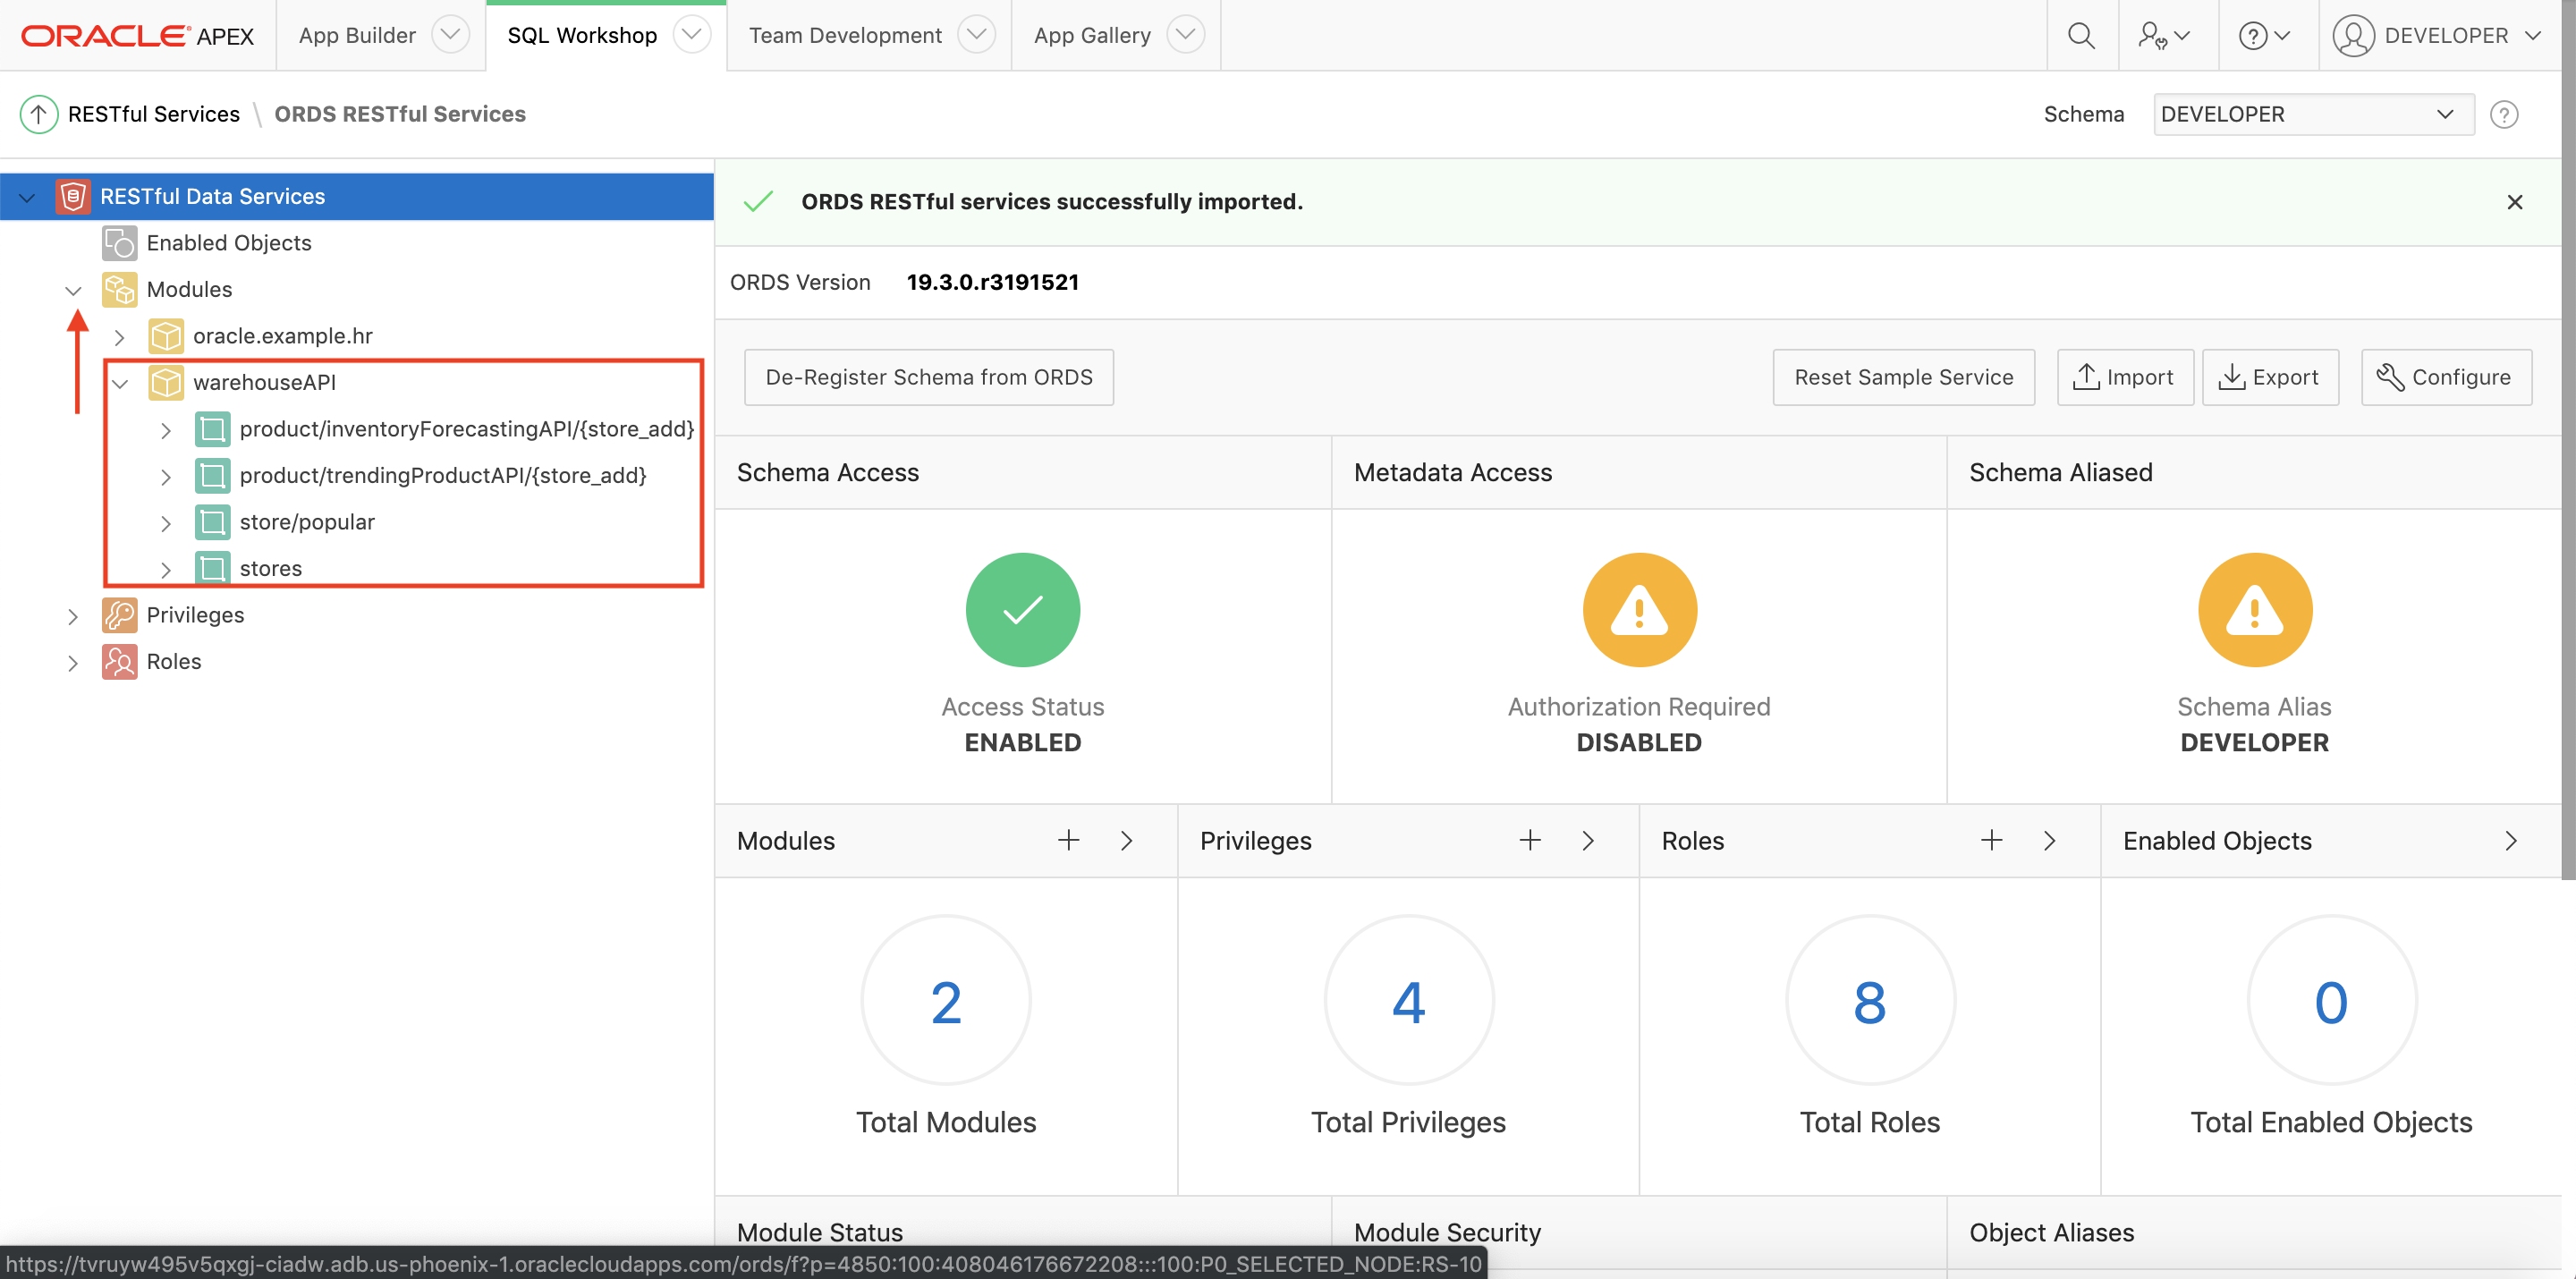 ORACLE APEX App Builder SQL Workshop Team Development App Gallery DEVELOPER
RESTful Services \ ORDS RESTful Services Schema DEVELOPER
RESTful Data Services
Enabled Objects
Modules
oracle.example.hr
warehouseAPI
product/inventoryForecastingAPI/{store_add}
product/trendingProductAPI/{store_add}
store/popular
stores
Privileges
Roles
ORDS RESTful services successfully imported.
ORDS Version 19.3.0.r3191521
De-Register Schema from ORDS Reset Sample Service Import Export Configure
Schema Access Metadata Access Schema Aliased
Access Status Authorization Required Schema Alias
ENABLED DISABLED DEVELOPER
Modules Privileges Roles Enabled Objects
2 4 8 0
Total Modules Total Privileges Total Roles Total Enabled Objects
Module Status Module Security Object Aliases
https://tvruyw495v5qxgj-ciadw.adb.us-phoenix-1.oraclecloudapps.com/ords/f?p=4850:100:408046176672208:::100:P0_SELECTED_NODE:RS-10